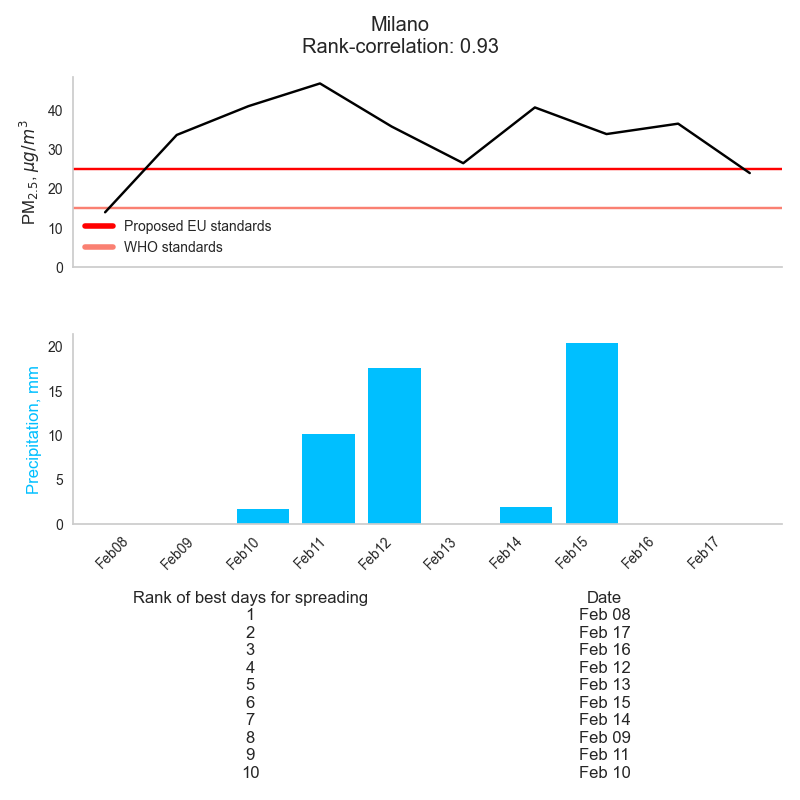 Milano
Rank-correlation: 0.93
PM2.5, μg/m³
40
30
20
10
0
Proposed EU standards
WHO standards
Precipitation, mm
20
15
10
5
0
Feb08 Feb09 Feb10 Feb11 Feb12 Feb13 Feb14 Feb15 Feb16 Feb17
Rank of best days for spreading Date
1 Feb 08
2 Feb 17
3 Feb 16
4 Feb 12
5 Feb 13
6 Feb 15
7 Feb 14
8 Feb 09
9 Feb 11
10 Feb 10